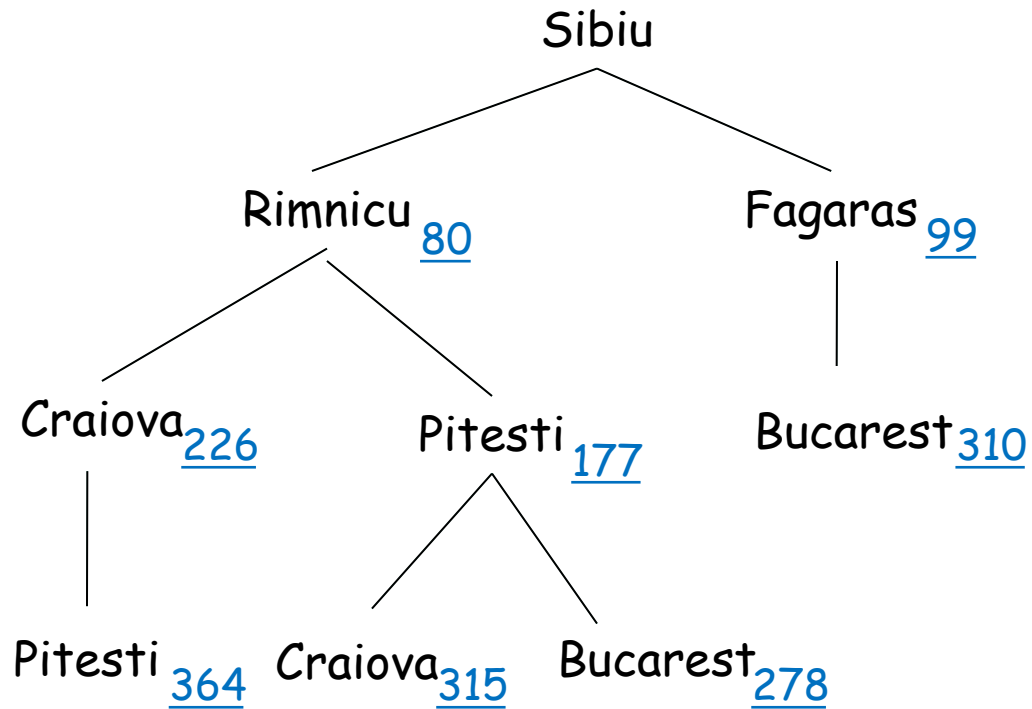 Sibiu
Rimnicu 80 Fagaras 99
Craiova 226 Pitesti 177 Bucarest 310
Pitesti 364 Craiova 315 Bucarest 278